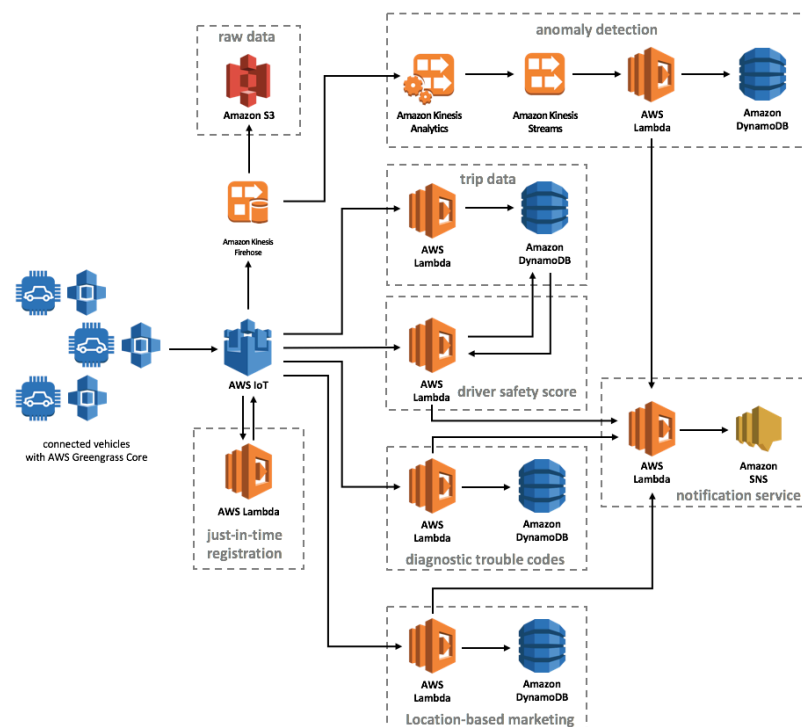 raw data
Amazon S3
anomaly detection
Amazon Kinesis
Analytics
Amazon Kinesis
Streams
AWS
Lambda
Amazon
DynamoDB
Amazon Kinesis
Firehose
trip data
AWS
Lambda
Amazon
DynamoDB
connected vehicles
with AWS Greengrass Core
AWS IoT
AWS
Lambda
driver safety score
AWS Lambda
just-in-time
registration
AWS
Lambda
Amazon
DynamoDB
diagnostic trouble codes
AWS
Lambda
Amazon
SNS
notification service
AWS
Lambda
Amazon
DynamoDB
Location-based marketing